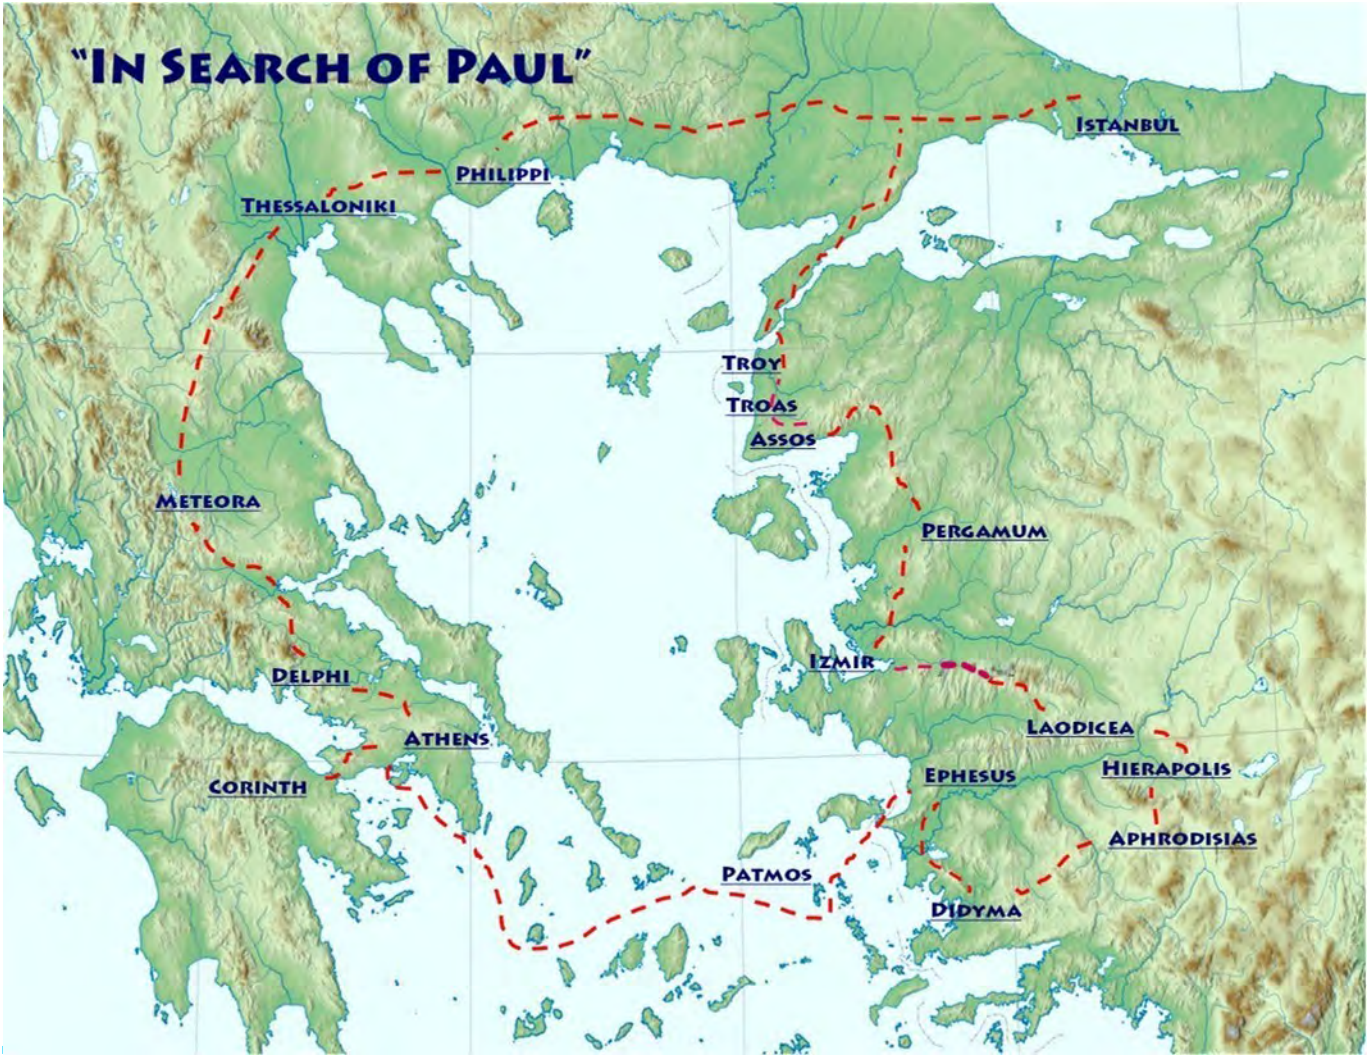 "IN SEARCH OF PAUL"
ISTANBUL
PHILIPPI
THESSALONIKI
TROY
TROAS
ASSOS
METEORA
PERGAMUM
IZMIR
DELPHI
LAODICEA
ATHENS
HIERAPOLIS
EPHESUS
CORINTH
APHRODISIAS
PATMOS
DIDYMA